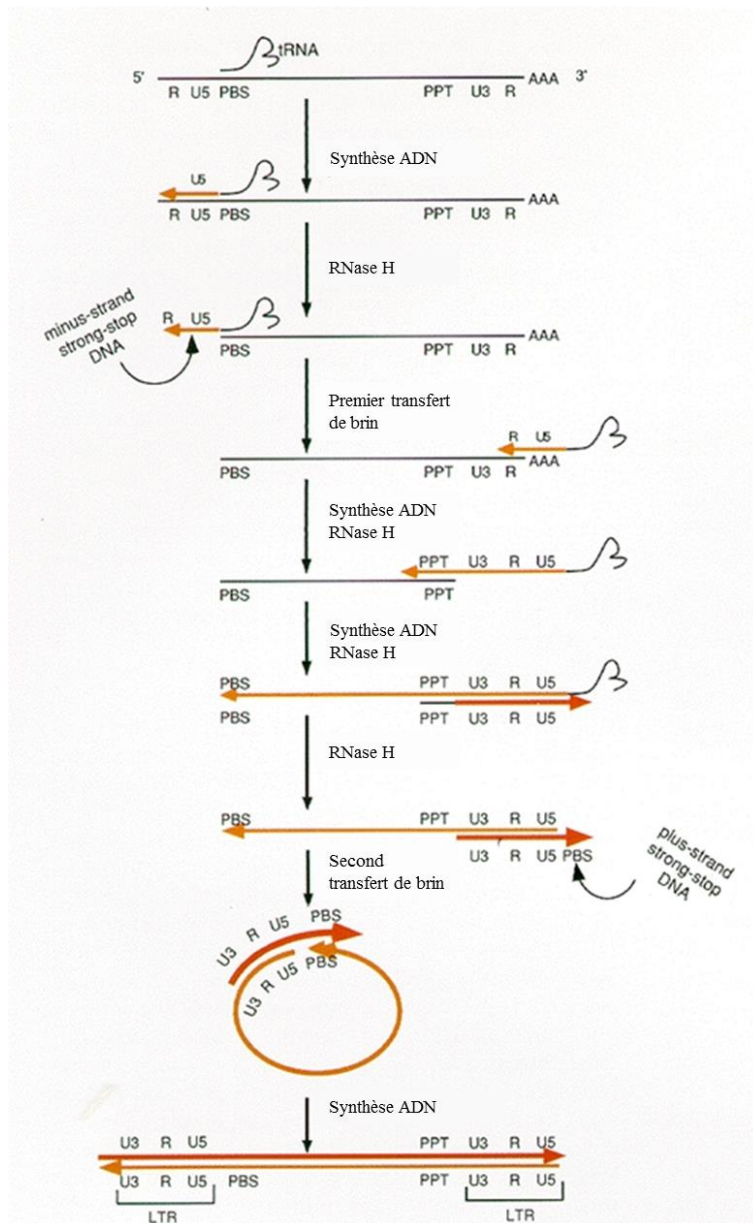 tRNA
5' AAA 3'
R U5 PBS PPT U3 R
Synthèse ADN
U5
AAA
R U5 PBS PPT U3 R
RNase H
minus-strand
strong-stop
DNA
R U5
AAA
PBS PPT U3 R
Premier transfert
de brin
R U5
AAA
PBS PPT U3 R
Synthèse ADN
RNase H
PPT U3 R U5
PBS PPT
Synthèse ADN
RNase H
PBS PPT U3 R U5
PBS PPT U3 R U5
RNase H
PBS PPT U3 R U5
U3 R U5 PBS
plus-strand
strong-stop
DNA
Second
transfert de brin
U3 R U5 PBS
U3 R U5 PBS
Synthèse ADN
U3 R U5 PPT U3 R U5
U3 R U5 PBS PPT U3 R U5
LTR LTR